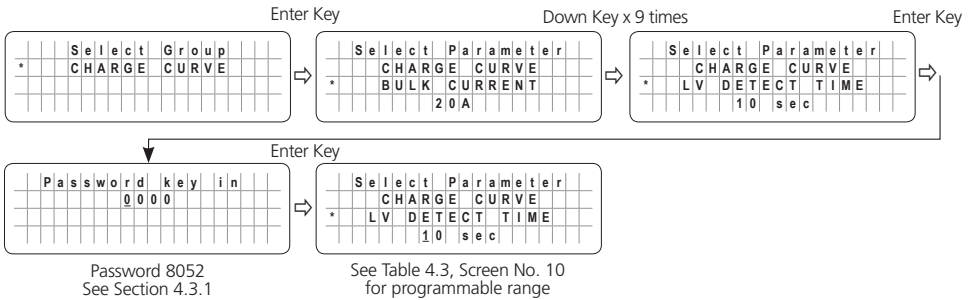 Enter Key
Down Key x 9 times
Enter Key
Select Group
* CHARGE CURVE
Select Parameter
CHARGE CURVE
* BULK CURRENT
20A
Select Parameter
CHARGE CURVE
* LV DETECT TIME
10 sec
Enter Key
Password key in
0000
Select Parameter
CHARGE CURVE
* LV DETECT TIME
10 sec
Password 8052
See Section 4.3.1
See Table 4.3, Screen No. 10
for programmable range